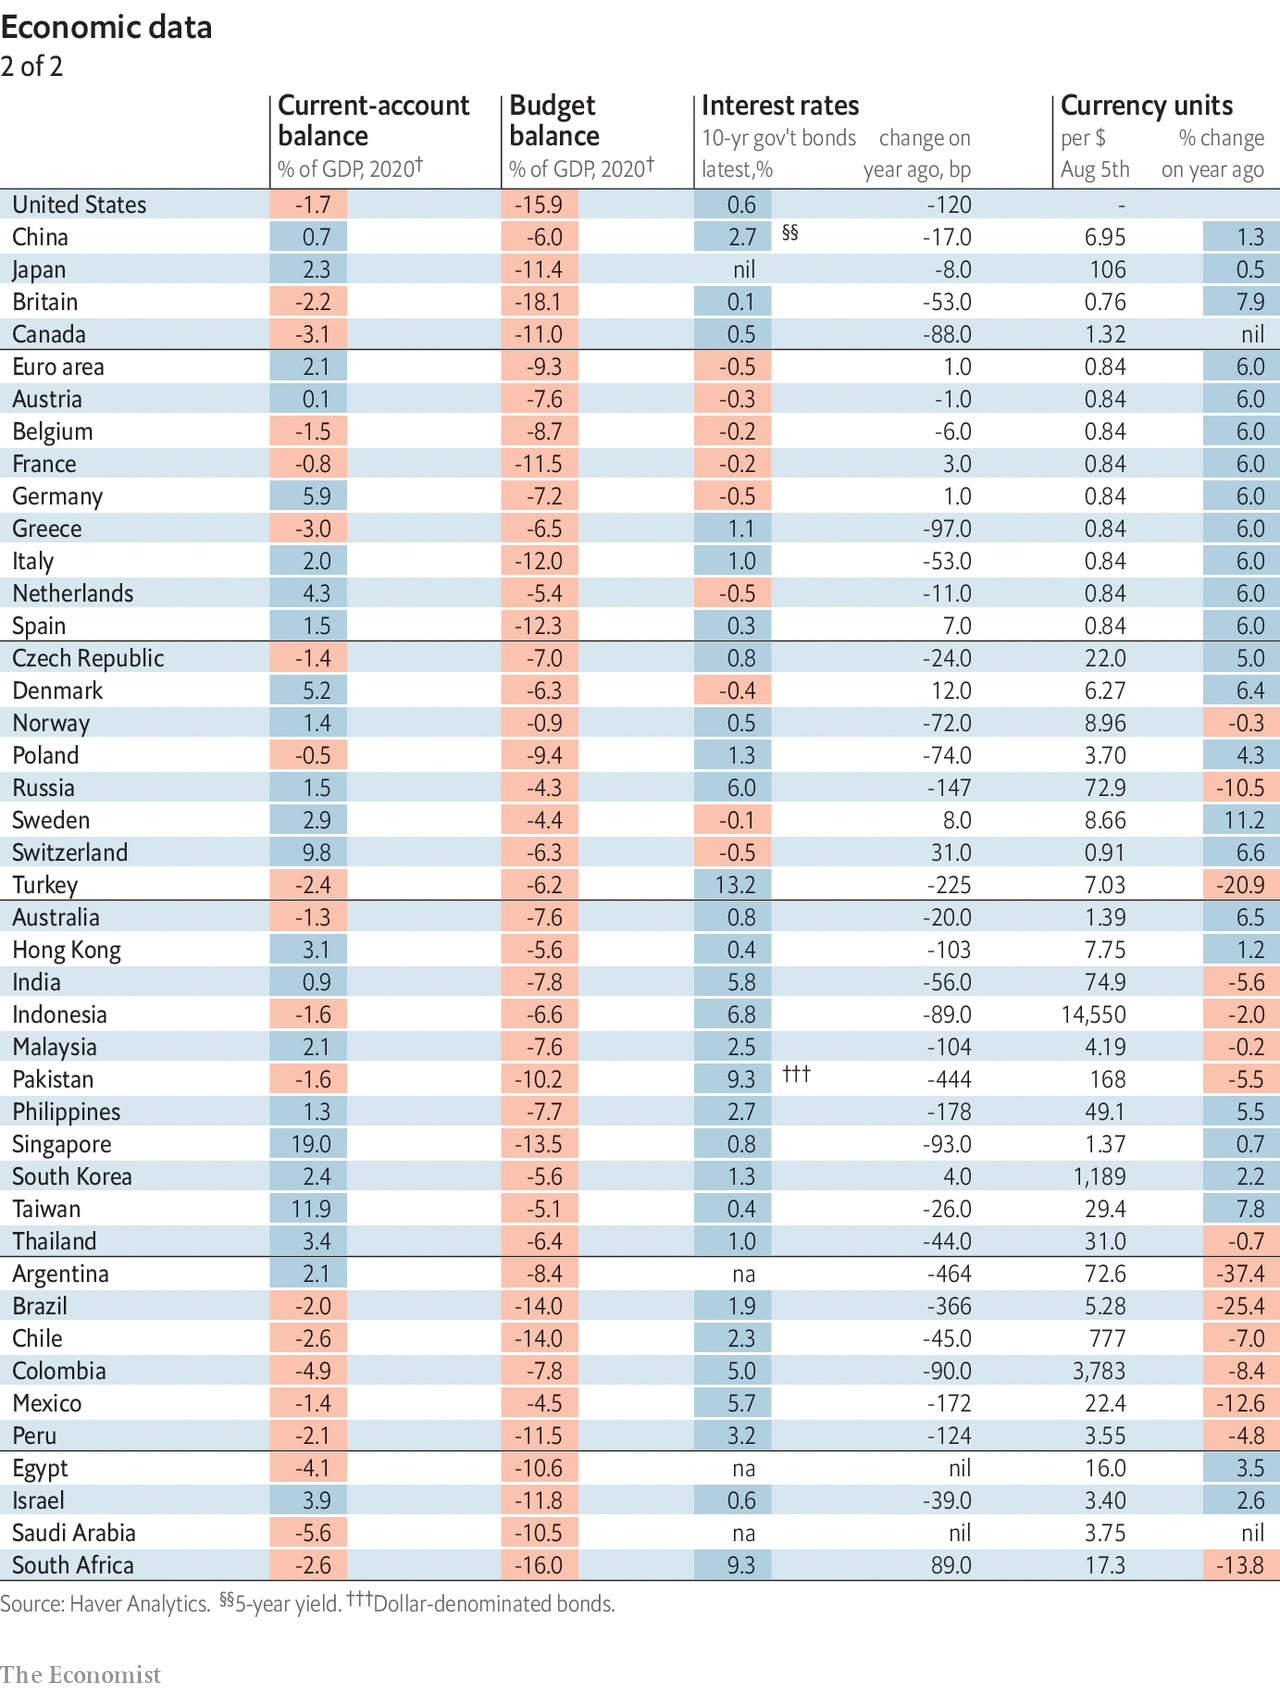 Economic data
2 of 2
Current-account balance % of GDP, 2020† Budget balance % of GDP, 2020† Interest rates 10-yr gov't bonds latest,% change on year ago, bp Currency units per $ Aug 5th % change on year ago
United States -1.7 -15.9 0.6 -120 -
China 0.7 -6.0 2.7 §§ -17.0 6.95 1.3
Japan 2.3 -11.4 nil -8.0 106 0.5
Britain -2.2 -18.1 0.1 -53.0 0.76 7.9
Canada -3.1 -11.0 0.5 -88.0 1.32 nil
Euro area 2.1 -9.3 -0.5 1.0 0.84 6.0
Austria 0.1 -7.6 -0.3 -1.0 0.84 6.0
Belgium -1.5 -8.7 -0.2 -6.0 0.84 6.0
France -0.8 -11.5 -0.2 3.0 0.84 6.0
Germany 5.9 -7.2 -0.5 1.0 0.84 6.0
Greece -3.0 -6.5 1.1 -97.0 0.84 6.0
Italy 2.0 -12.0 1.0 -53.0 0.84 6.0
Netherlands 4.3 -5.4 -0.5 -11.0 0.84 6.0
Spain 1.5 -12.3 0.3 7.0 0.84 6.0
Czech Republic -1.4 -7.0 0.8 -24.0 22.0 5.0
Denmark 5.2 -6.3 -0.4 12.0 6.27 6.4
Norway 1.4 -0.9 0.5 -72.0 8.96 -0.3
Poland -0.5 -9.4 1.3 -74.0 3.70 4.3
Russia 1.5 -4.3 6.0 -147 72.9 -10.5
Sweden 2.9 -4.4 -0.1 8.0 8.66 11.2
Switzerland 9.8 -6.3 -0.5 31.0 0.91 6.6
Turkey -2.4 -6.2 13.2 -225 7.03 -20.9
Australia -1.3 -7.6 0.8 -20.0 1.39 6.5
Hong Kong 3.1 -5.6 0.4 -103 7.75 1.2
India 0.9 -7.8 5.8 -56.0 74.9 -5.6
Indonesia -1.6 -6.6 6.8 -89.0 14,550 -2.0
Malaysia 2.1 -7.6 2.5 -104 4.19 -0.2
Pakistan -1.6 -10.2 9.3 ††† -444 168 -5.5
Philippines 1.3 -7.7 2.7 -178 49.1 5.5
Singapore 19.0 -13.5 0.8 -93.0 1.37 0.7
South Korea 2.4 -5.6 1.3 4.0 1,189 2.2
Taiwan 11.9 -5.1 0.4 -26.0 29.4 7.8
Thailand 3.4 -6.4 1.0 -44.0 31.0 -0.7
Argentina 2.1 -8.4 na -464 72.6 -37.4
Brazil -2.0 -14.0 1.9 -366 5.28 -25.4
Chile -2.6 -14.0 2.3 -45.0 777 -7.0
Colombia -4.9 -7.8 5.0 -90.0 3,783 -8.4
Mexico -1.4 -4.5 5.7 -172 22.4 -12.6
Peru -2.1 -11.5 3.2 -124 3.55 -4.8
Egypt -4.1 -10.6 na nil 16.0 3.5
Israel 3.9 -11.8 0.6 -39.0 3.40 2.6
Saudi Arabia -5.6 -10.5 na nil 3.75 nil
South Africa -2.6 -16.0 9.3 89.0 17.3 -13.8
Source: Haver Analytics. §§5-year yield. †††Dollar-denominated bonds.
The Economist